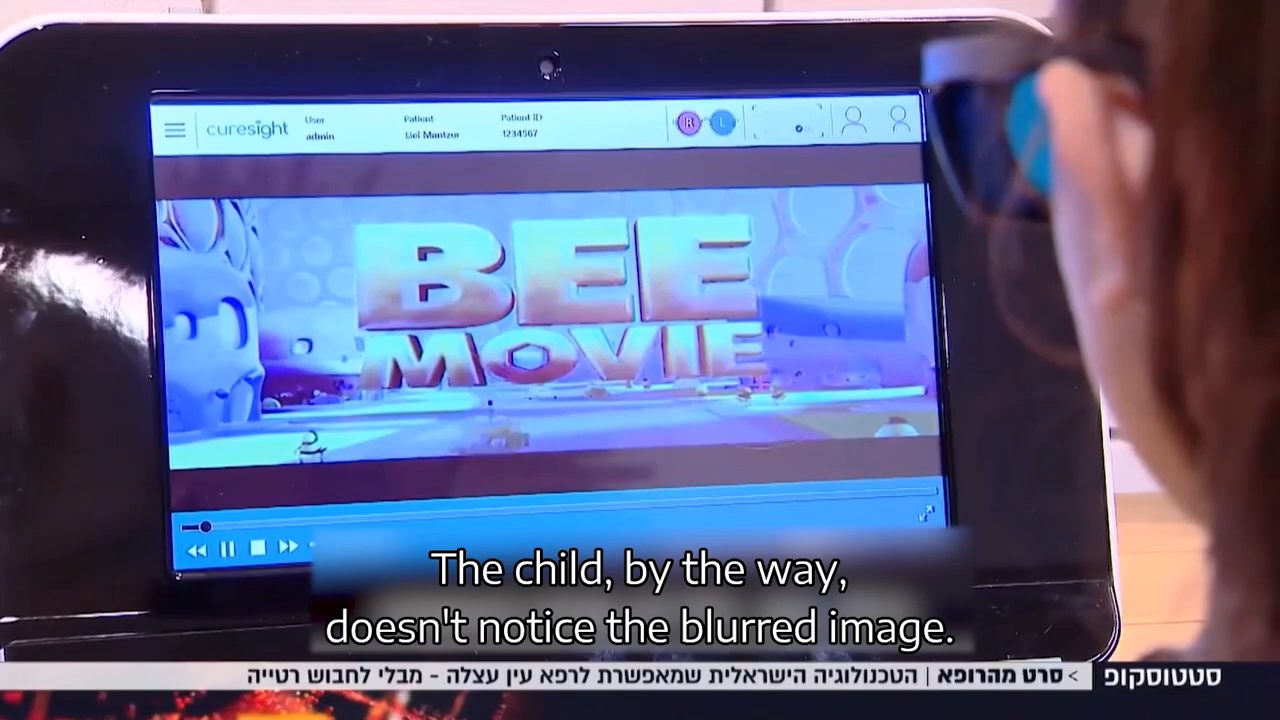 curesight
User
admin
Patient
Liel Muntzur
Patient ID
1234567
R L
BEE
MOVIE
The child, by the way,
doesn't notice the blurred image.
סטטוסקופ
> סרט מהרופא | הטכנולוגיה הישראלית שמאפשרת לרפא עין עצלה - מבלי לחבוש רטייה